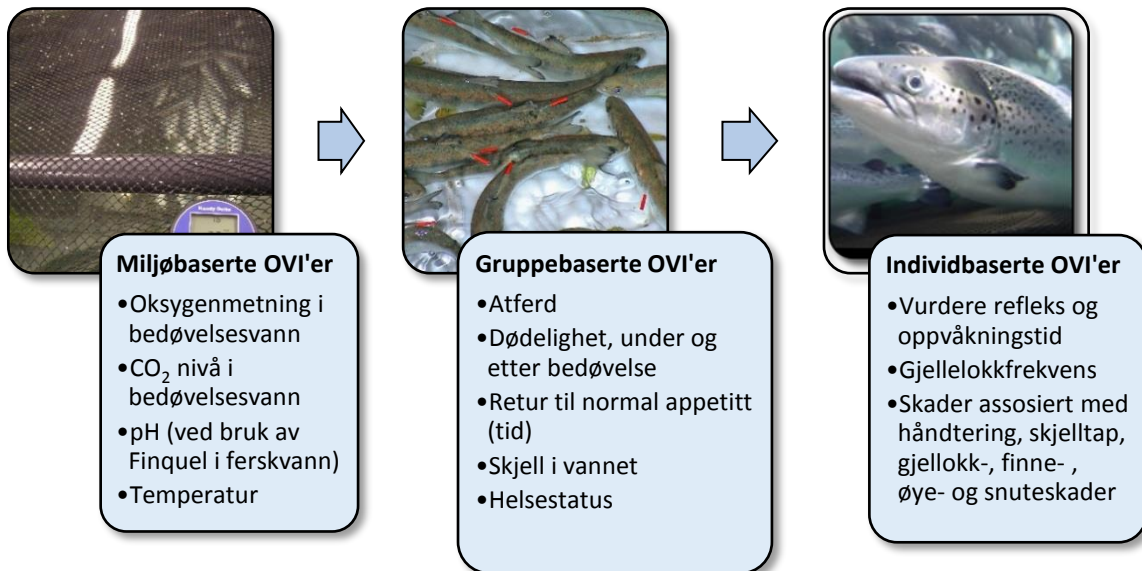 Miljøbaserte OVI'er
•Oksygenmetning i
bedøvelsesvann
•CO₂ nivå i
bedøvelsesvann
•pH (ved bruk av
Finquel i ferskvann)
•Temperatur
Gruppebaserte OVI'er
•Atferd
•Dødelighet, under og
etter bedøvelse
•Retur til normal appetitt
(tid)
•Skjell i vannet
•Helsestatus
Individbaserte OVI'er
•Vurdere refleks og
oppvåkningstid
•Gjellelokkfrekvens
•Skader assosiert med
håndtering, skjelltap,
gjellokk-, finne- ,
øye- og snuteskader